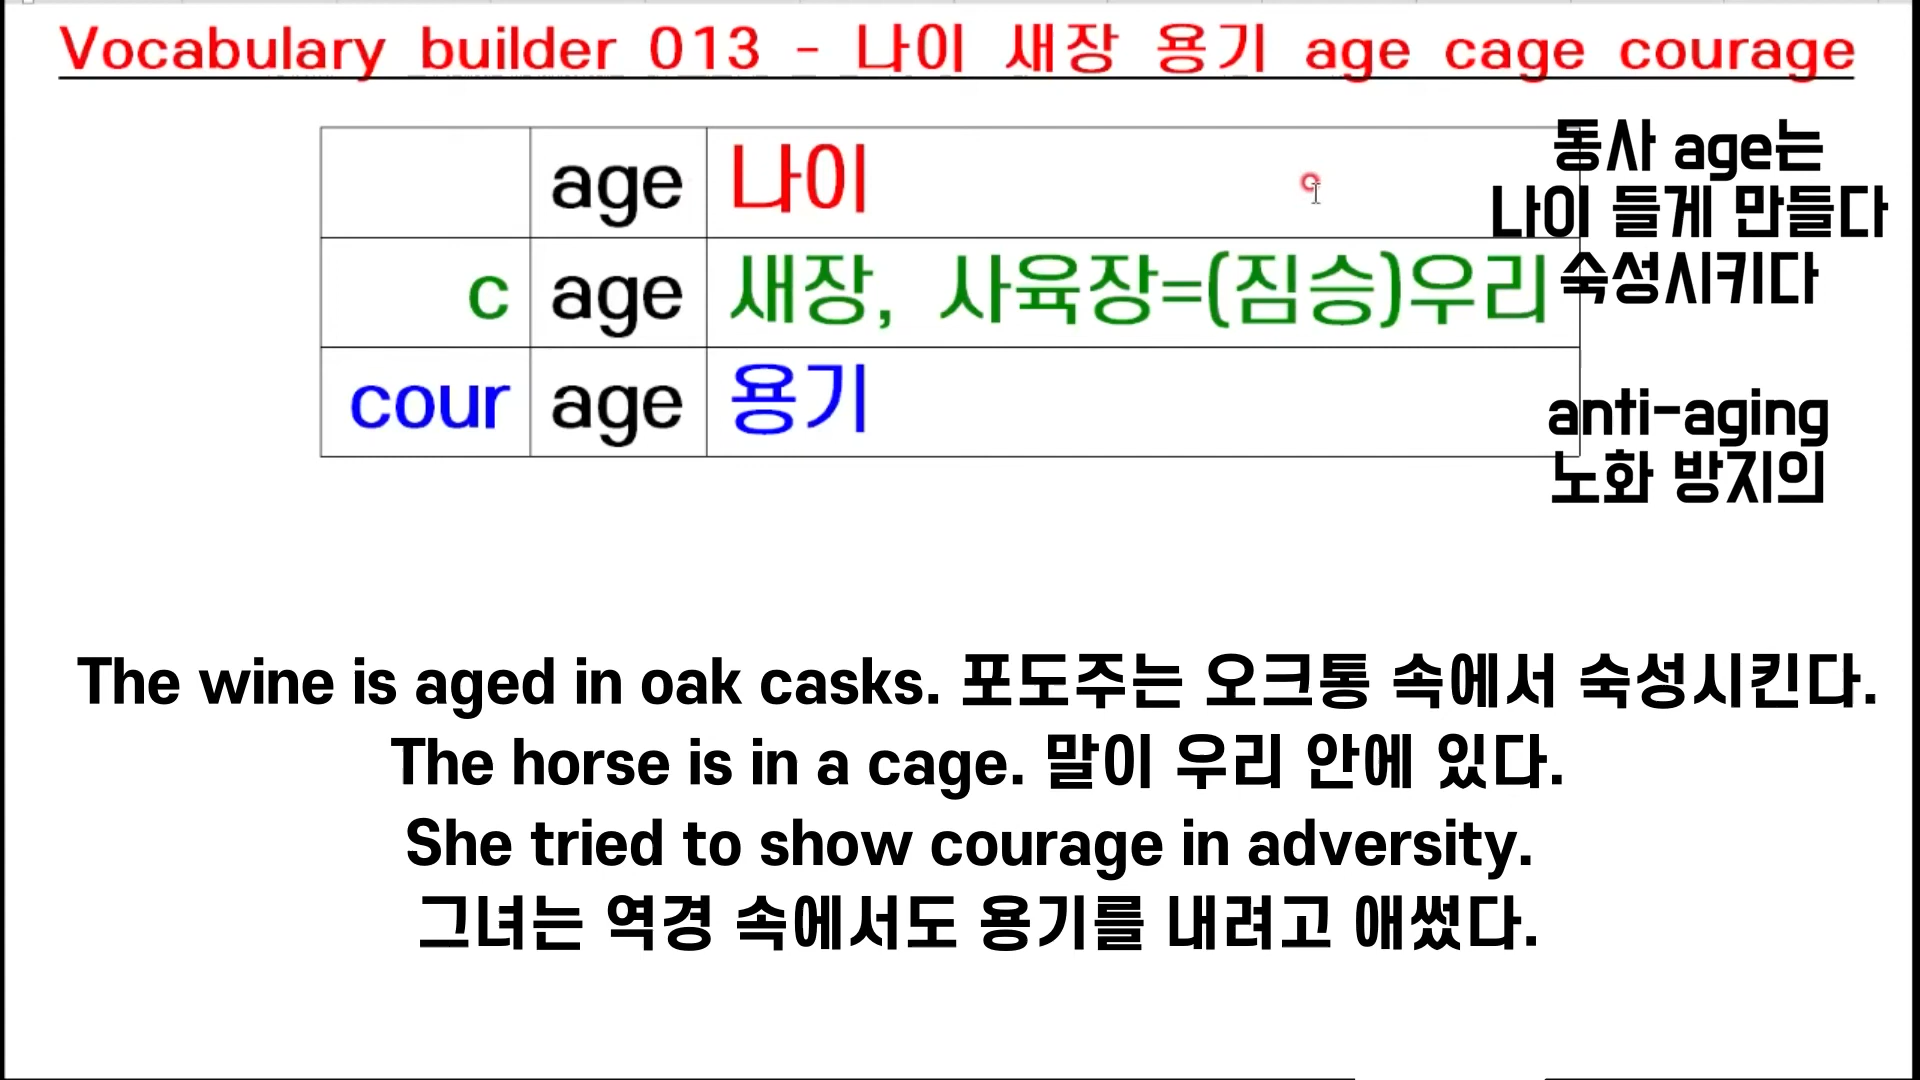 Vocabulary builder 013 - 나이 새장 용기 age cage courage
age 나이
c age 새장, 사육장=(짐승)우리
cour age 용기
동사 age는
나이 들게 만들다
숙성시키다
anti-aging
노화 방지의
The wine is aged in oak casks. 포도주는 오크통 속에서 숙성시킨다.
The horse is in a cage. 말이 우리 안에 있다.
She tried to show courage in adversity.
그녀는 역경 속에서도 용기를 내려고 애썼다.